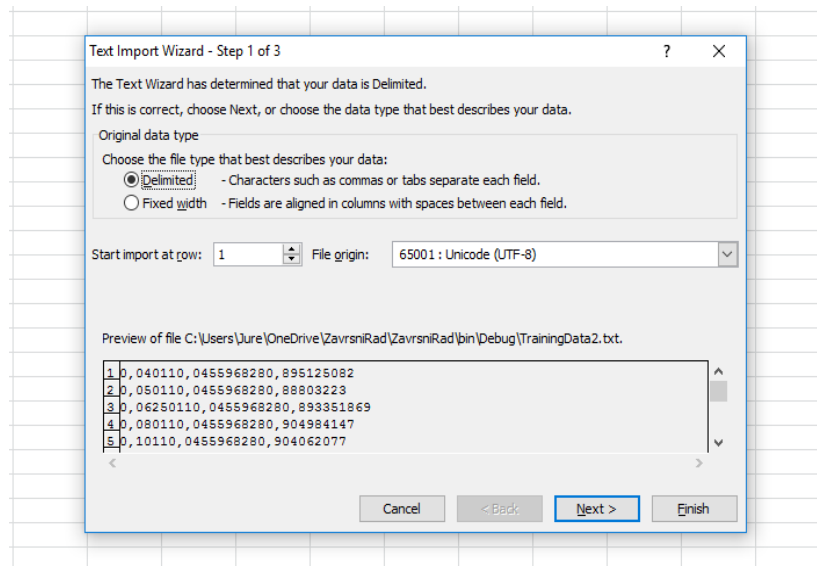 Text Import Wizard - Step 1 of 3 ?
The Text Wizard has determined that your data is Delimited.
If this is correct, choose Next, or choose the data type that best describes your data.
Original data type
Choose the file type that best describes your data:
Delimited - Characters such as commas or tabs separate each field.
Fixed width - Fields are aligned in columns with spaces between each field.
Start import at row: 1 File origin: 65001 : Unicode (UTF-8)
Preview of file C:\Users\Jure\OneDrive\ZavrsniRad\ZavrsniRad\bin\Debug\TrainingData2.txt.
1 0,040110,0455968280,895125082
2 0,050110,0455968280,88803223
3 0,06250110,0455968280,893351869
4 0,080110,0455968280,904984147
5 0,10110,0455968280,904062077
Cancel < Back Next > Finish